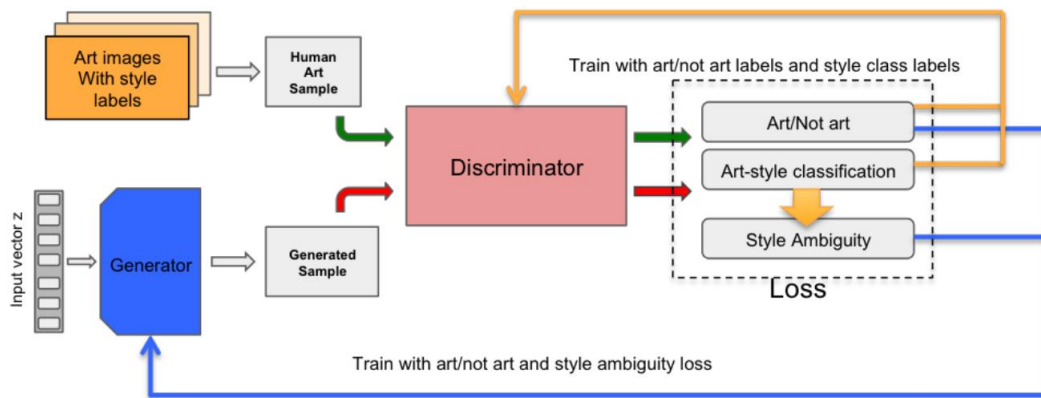 Art images
With style
labels
Human
Art
Sample
Train with art/not art labels and style class labels
Discriminator
Art/Not art
Art-style classification
Style Ambiguity
Loss
Input vector z
Generator
Generated
Sample
Train with art/not art and style ambiguity loss